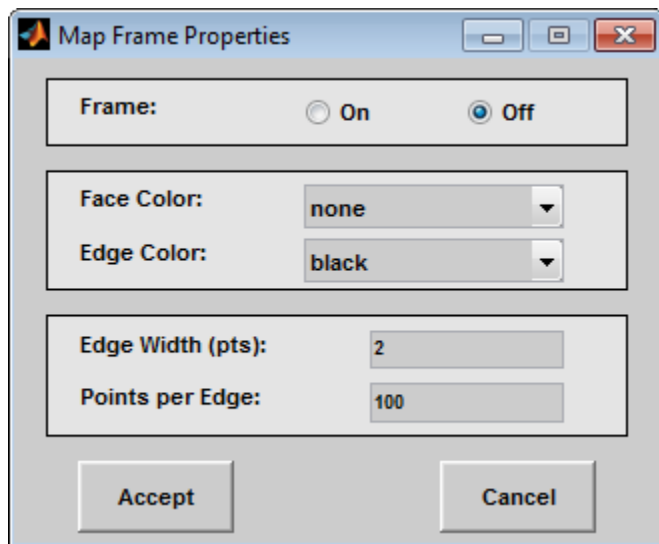 Map Frame Properties
Frame: On Off
Face Color: none
Edge Color: black
Edge Width (pts): 2
Points per Edge: 100
Accept Cancel